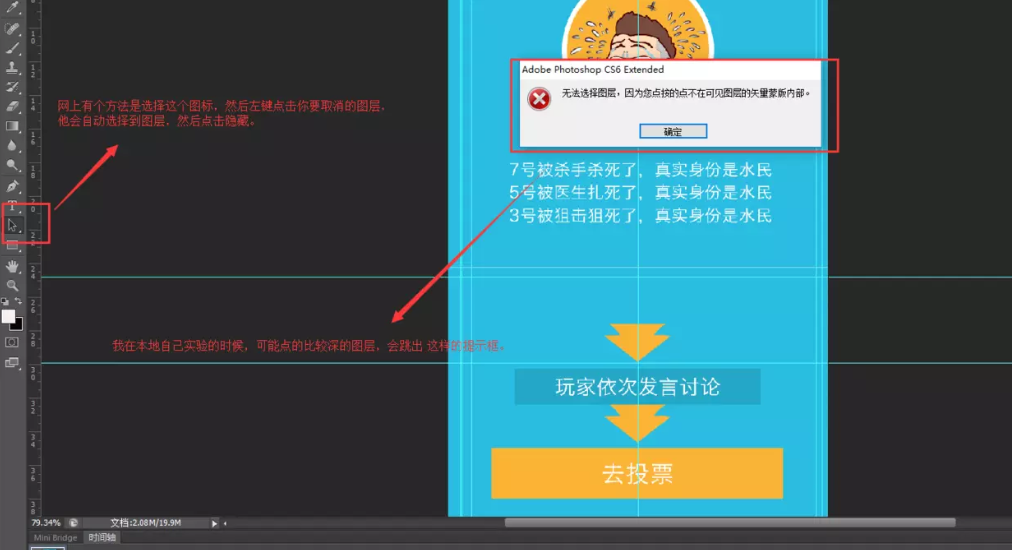 Adobe Photoshop CS6 Extended
无法选择图层，因为您点按的点不在可见图层的矢量蒙版内部。
确定
网上有个方法是选择这个图标，然后左键点击你要取消的图层，
他会自动选择到图层，然后点击隐藏。
7号被杀手杀死了，真实身份是水民
5号被医生扎死了，真实身份是水民
3号被狙击狙死了，真实身份是水民
我在本地自己实验的时候，可能点的比较深的图层，会跳出 这样的提示框。
玩家依次发言讨论
去投票
79.34%
文档:2.08M/19.9M
Mini Bridge
时间轴